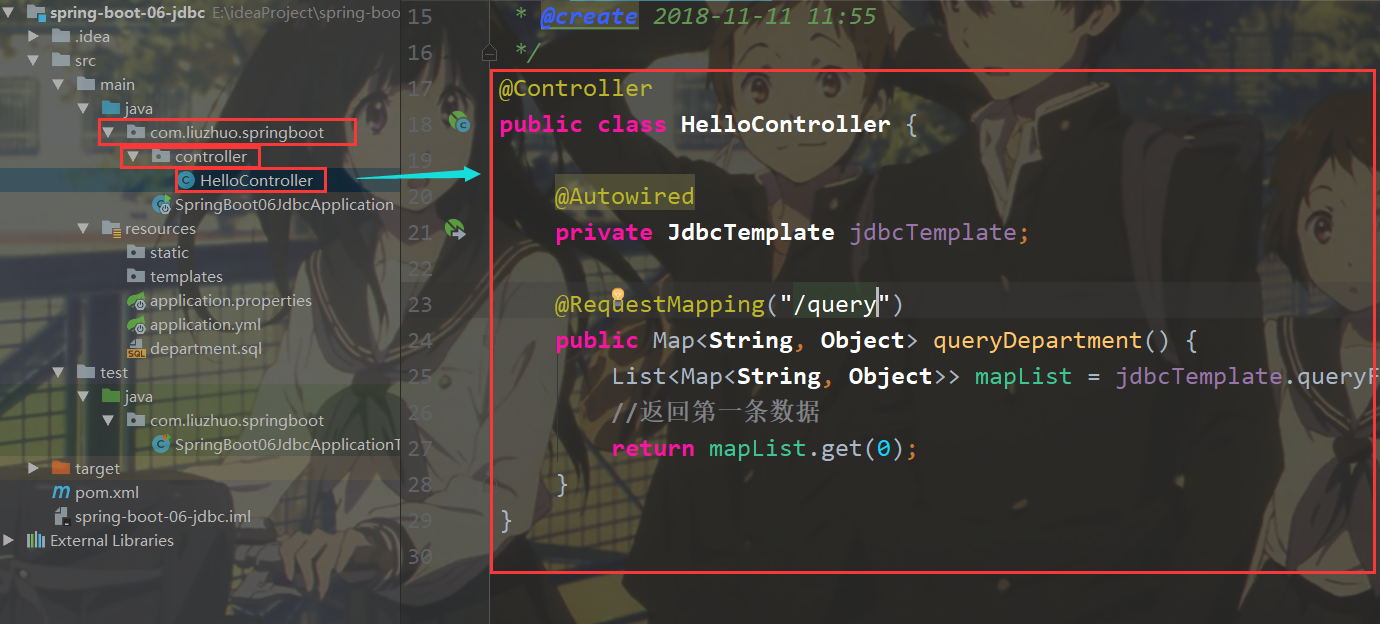 spring-boot-06-jdbc E:\ideaProject\spring-boo
.idea
src
main
java
com.liuzhuo.springboot
controller
HelloController
SpringBoot06JdbcApplication
resources
static
templates
application.properties
application.yml
department.sql
test
java
com.liuzhuo.springboot
SpringBoot06JdbcApplicationT
target
pom.xml
spring-boot-06-jdbc.iml
External Libraries
15 * @create 2018-11-11 11:55
16 */
17 @Controller
18 public class HelloController {
19
20 @Autowired
21 private JdbcTemplate jdbcTemplate;
22
23 @RequestMapping("/query")
24 public Map<String, Object> queryDepartment() {
25 List<Map<String, Object>> mapList = jdbcTemplate.queryF
26 //返回第一条数据
27 return mapList.get(0);
28 }
29 }
30